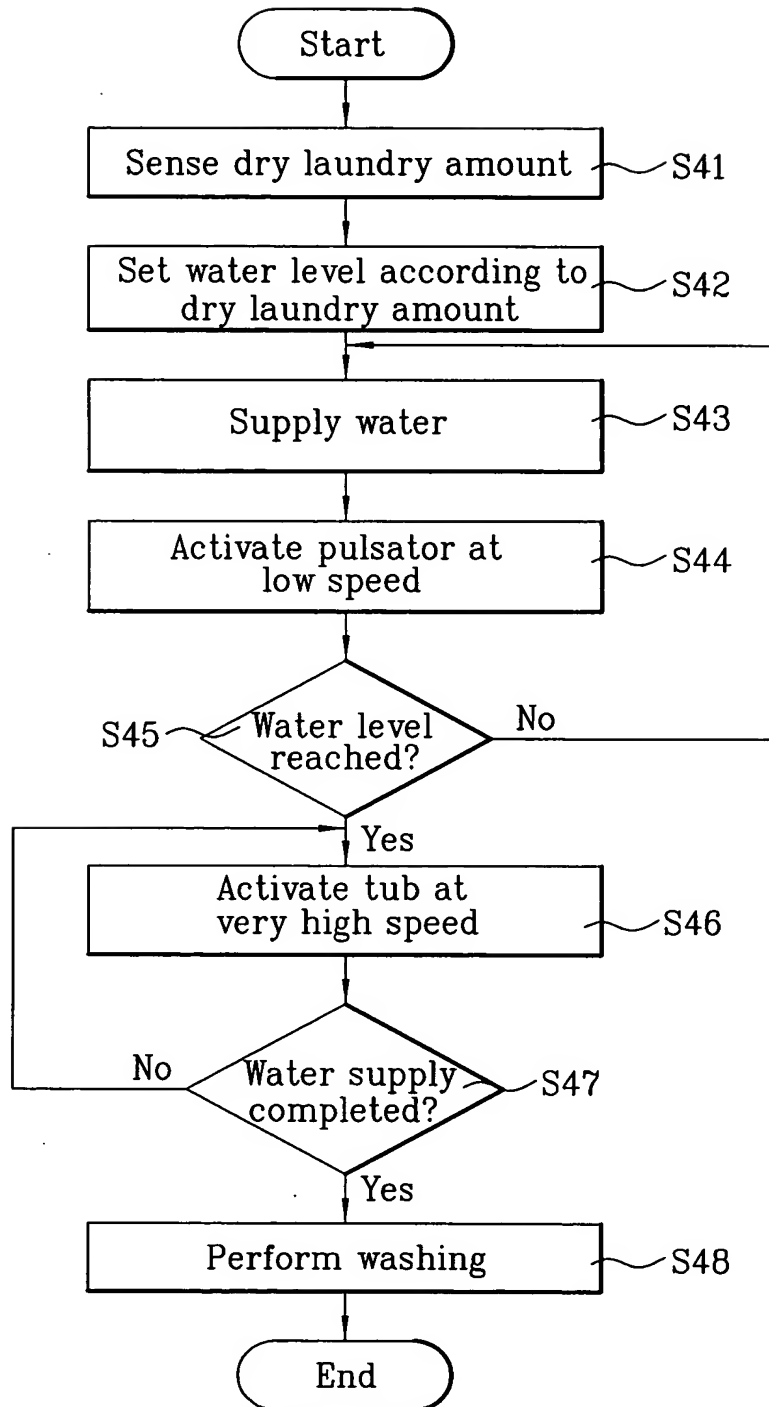 Start
Sense dry laundry amount
S41
Set water level according to
dry laundry amount
S42
Supply water
S43
Activate pulsator at
low speed
S44
S45
Water level
reached?
No
Yes
Activate tub at
very high speed
S46
No
Water supply
completed?
S47
Yes
Perform washing
S48
End